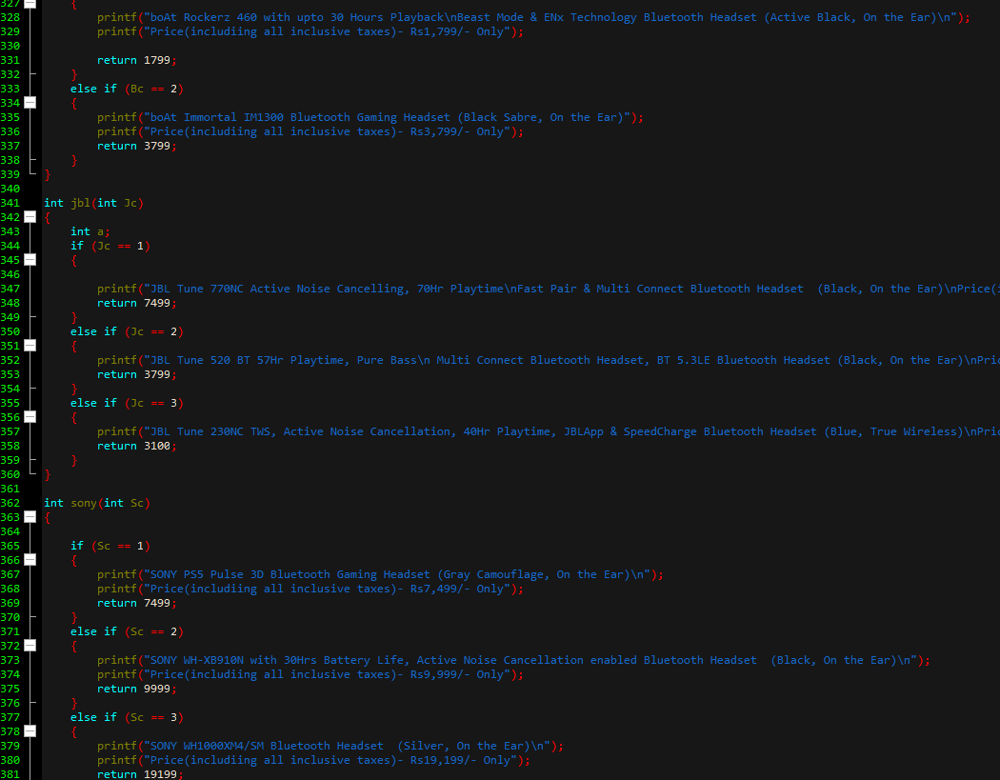 327 {
328 printf("boAt Rockerz 460 with upto 30 Hours Playback\nBeast Mode & ENx Technology Bluetooth Headset (Active Black, On the Ear)\n");
329 printf("Price(includiing all inclusive taxes)- Rs1,799/- Only");
330
331 return 1799;
332 }
333 else if (Bc == 2)
334 {
335 printf("boAt Immortal IM1300 Bluetooth Gaming Headset (Black Sabre, On the Ear)");
336 printf("Price(includiing all inclusive taxes)- Rs3,799/- Only");
337 return 3799;
338 }
339 }
340
341 int jbl(int Jc)
342 {
343 int a;
344 if (Jc == 1)
345 {
346
347 printf("JBL Tune 770NC Active Noise Cancelling, 70Hr Playtime\nFast Pair & Multi Connect Bluetooth Headset  (Black, On the Ear)\nPrice(
348 return 7499;
349 }
350 else if (Jc == 2)
351 {
352 printf("JBL Tune 520 BT 57Hr Playtime, Pure Bass\n Multi Connect Bluetooth Headset, BT 5.3LE Bluetooth Headset (Black, On the Ear)\nPric
353 return 3799;
354 }
355 else if (Jc == 3)
356 {
357 printf("JBL Tune 230NC TWS, Active Noise Cancellation, 40Hr Playtime, JBLApp & SpeedCharge Bluetooth Headset (Blue, True Wireless)\nPric
358 return 3100;
359 }
360 }
361
362 int sony(int Sc)
363 {
364
365 if (Sc == 1)
366 {
367 printf("SONY PS5 Pulse 3D Bluetooth Gaming Headset (Gray Camouflage, On the Ear)\n");
368 printf("Price(includiing all inclusive taxes)- Rs7,499/- Only");
369 return 7499;
370 }
371 else if (Sc == 2)
372 {
373 printf("SONY WH-XB910N with 30Hrs Battery Life, Active Noise Cancellation enabled Bluetooth Headset  (Black, On the Ear)\n");
374 printf("Price(includiing all inclusive taxes)- Rs9,999/- Only");
375 return 9999;
376 }
377 else if (Sc == 3)
378 {
379 printf("SONY WH1000XM4/SM Bluetooth Headset  (Silver, On the Ear)\n");
380 printf("Price(includiing all inclusive taxes)- Rs19,199/- Only");
381 return 19199;